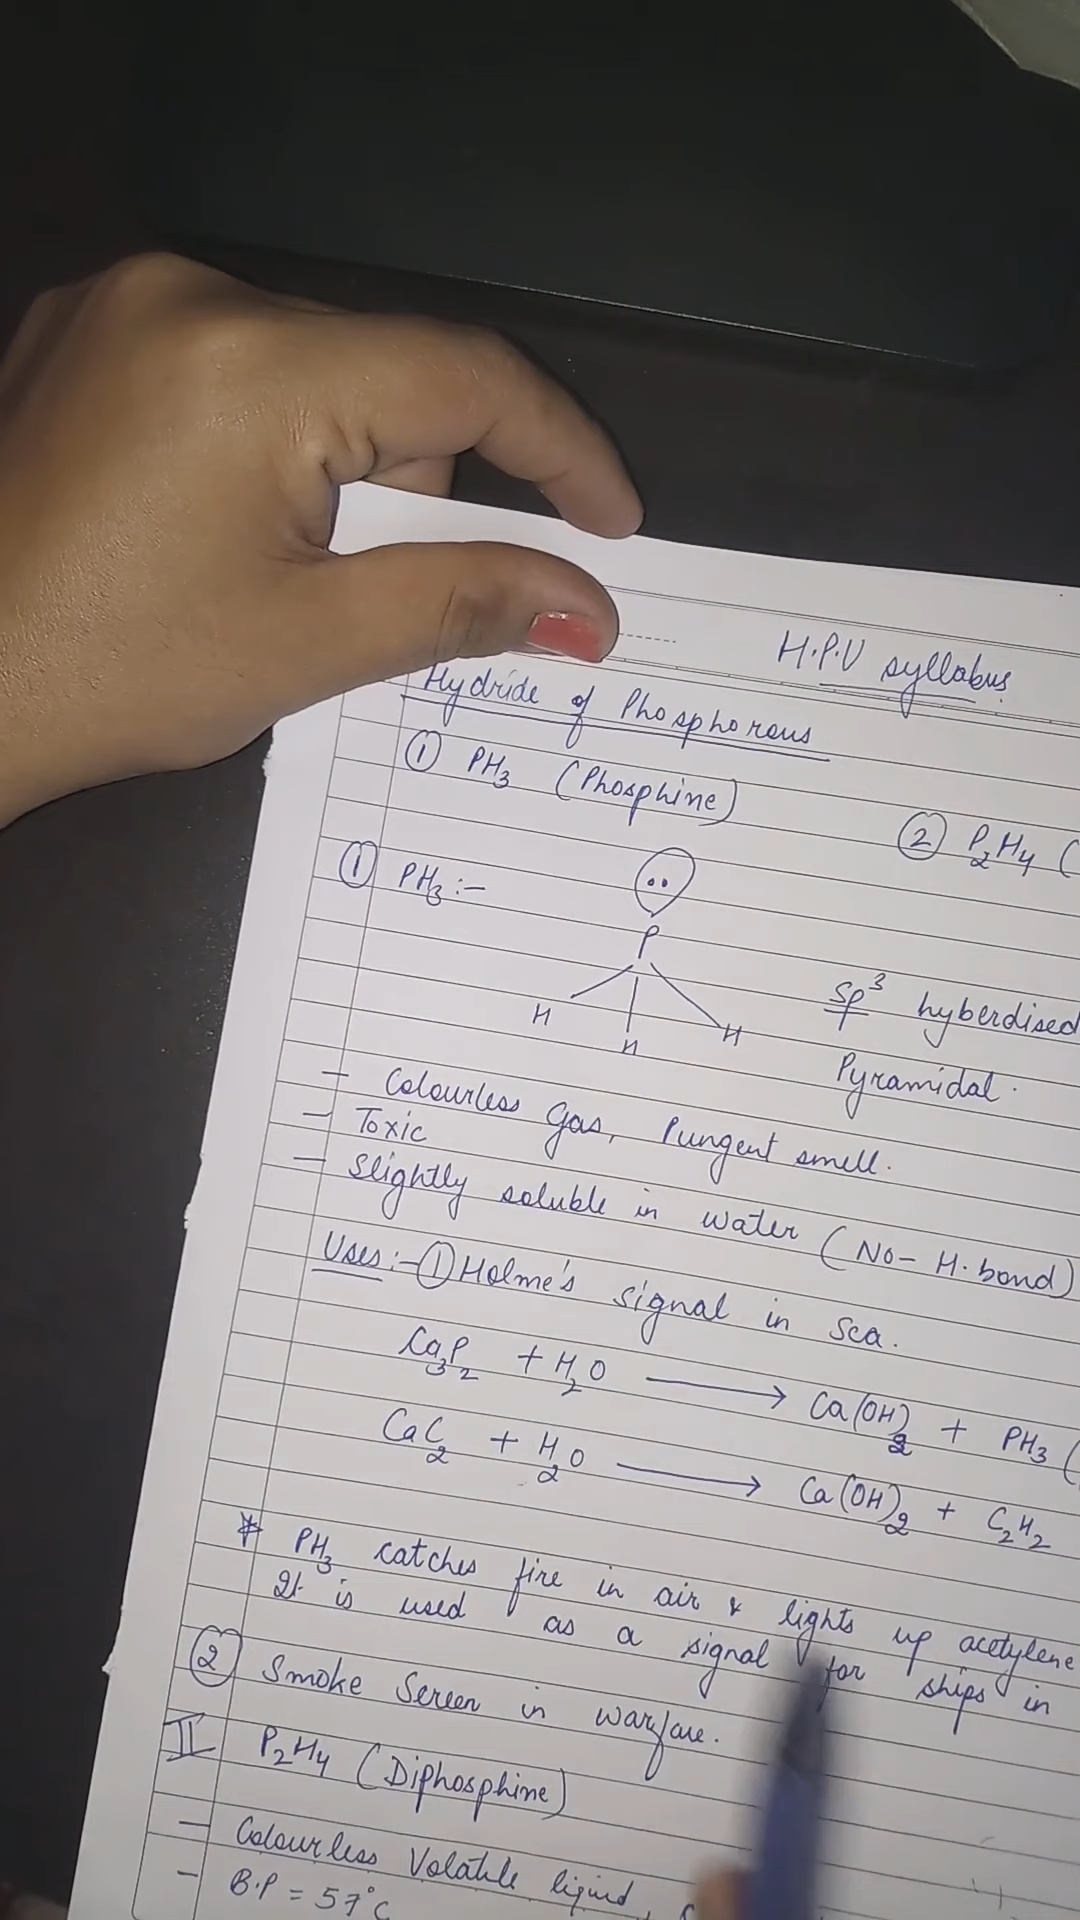 H.P.U syllabus.
Hydride of Phosphorous
① PH3 (Phosphine)
② P2H4 (
① PH3 :-
P
H
H
H
Sp3 hyberdised
Pyramidal.
- Colourless Gas, Pungent smell.
- Toxic
- Slightly soluble in water (No- H.bond)
Uses:- ① Holme's signal in sea.
Ca3P2 + H2O ⟶ Ca(OH)2 + PH3 (
CaC2 + H2O ⟶ Ca(OH)2 + C2H2
* PH3 catches fire in air & lights up acetylene
It is used as a signal for ships in
② Smoke Screen in warfare.
II P2H4 (Diphosphine)
- Colourless Volatile liquid,
- B.P = 57°C